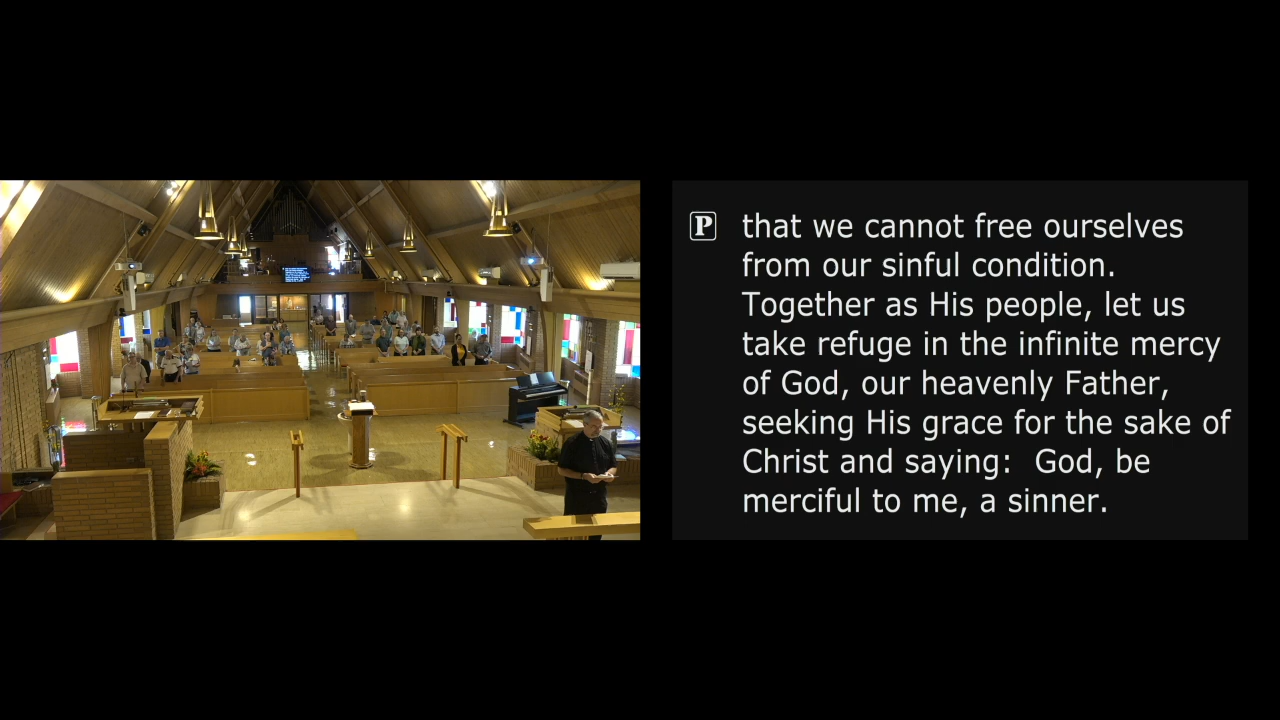 P that we cannot free ourselves
from our sinful condition.
Together as His people, let us
take refuge in the infinite mercy
of God, our heavenly Father,
seeking His grace for the sake of
Christ and saying:  God, be
merciful to me, a sinner.